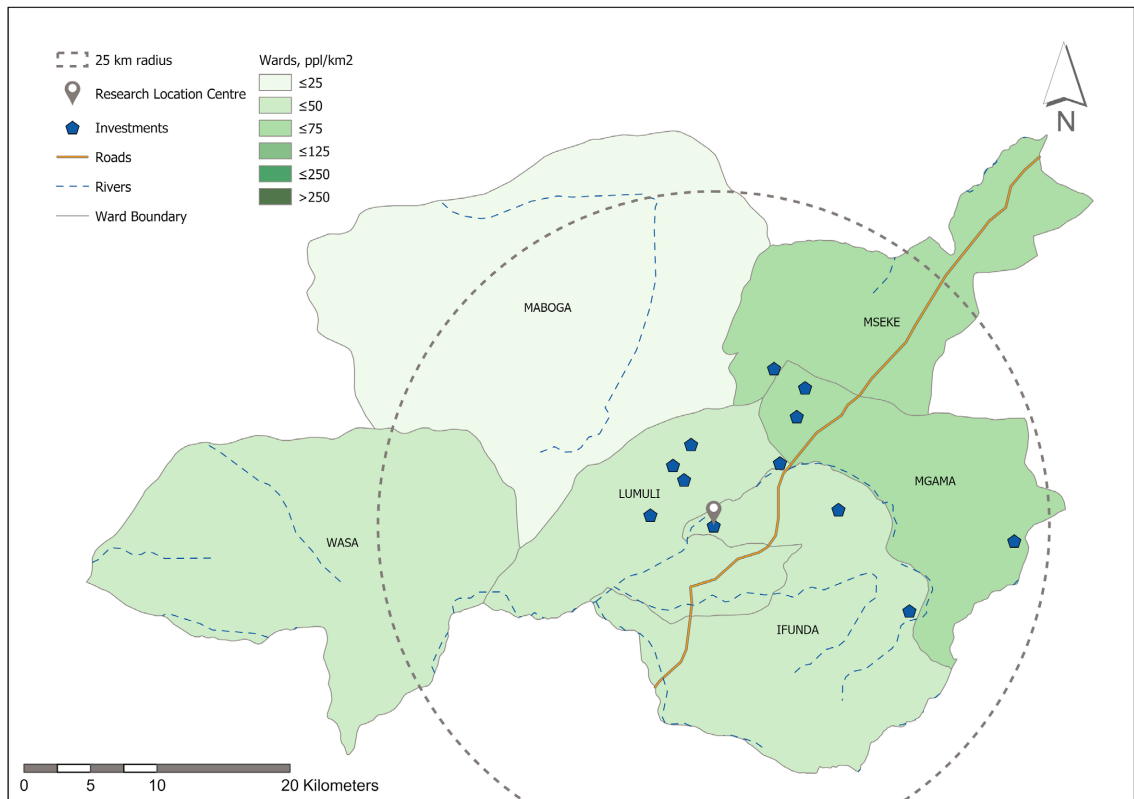 25 km radius
Research Location Centre
Investments
Roads
Rivers
Ward Boundary
Wards, ppl/km2
≤25
≤50
≤75
≤125
≤250
>250
N
MABOGA
MSEKE
MGAMA
LUMULI
WASA
IFUNDA
0 5 10 20 Kilometers